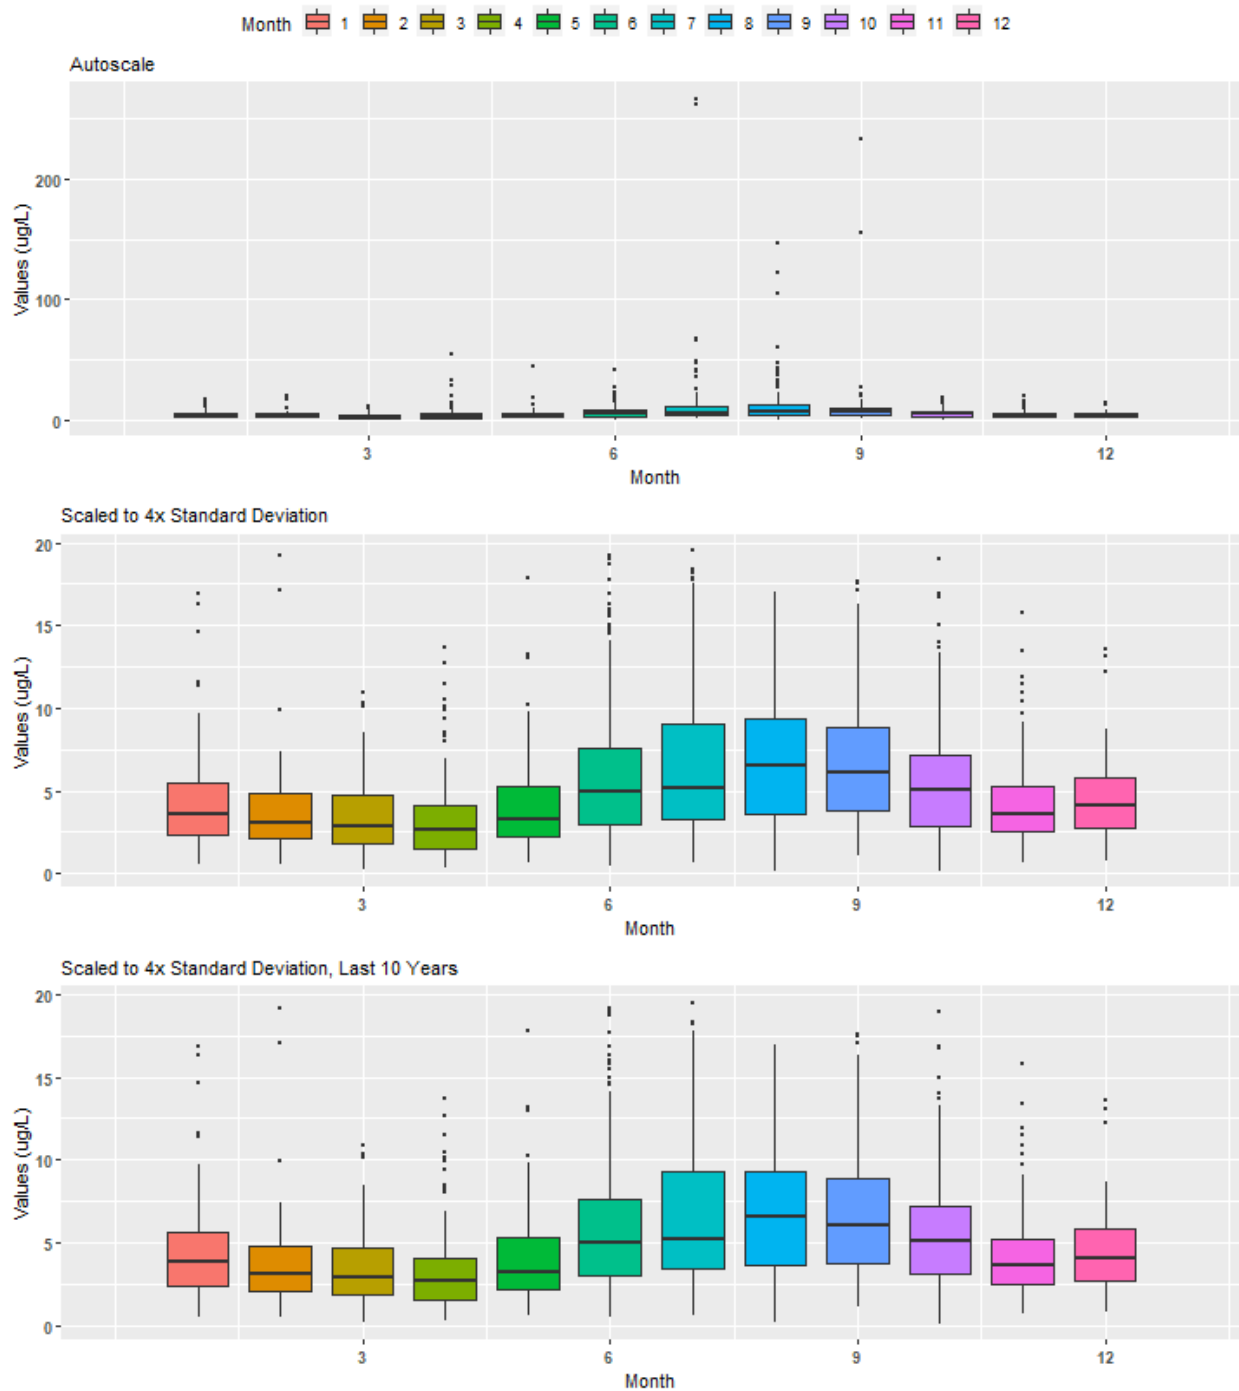 Month 1 2 3 4 5 6 7 8 9 10 11 12
Autoscale
Values (ug/L)
200
100
0
3 6 9 12
Month
Scaled to 4x Standard Deviation
Values (ug/L)
20
15
10
5
0
3 6 9 12
Month
Scaled to 4x Standard Deviation, Last 10 Years
Values (ug/L)
20
15
10
5
0
3 6 9 12
Month